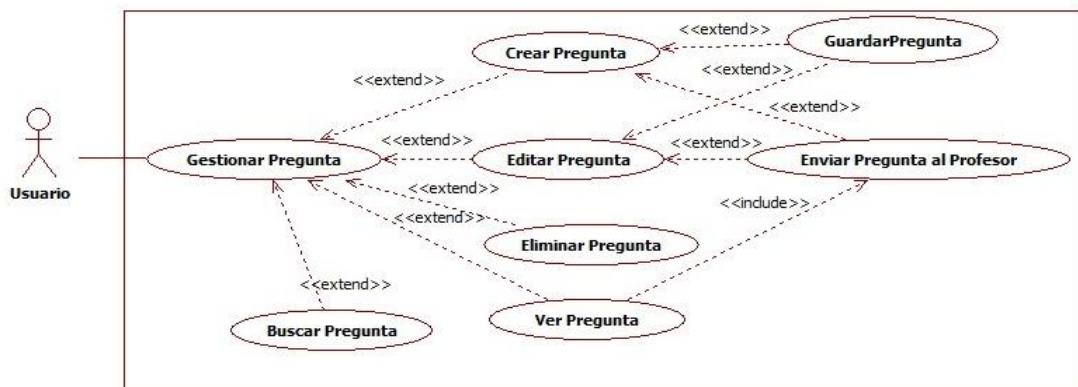 <<extend>>
Crear Pregunta
GuardarPregunta
<<extend>>
<<extend>>
<<extend>>
Gestionar Pregunta
<<extend>>
Editar Pregunta
<<extend>>
Enviar Pregunta al Profesor
Usuario
<<extend>>
<<include>>
<<extend>>
Eliminar Pregunta
<<extend>>
Buscar Pregunta
Ver Pregunta